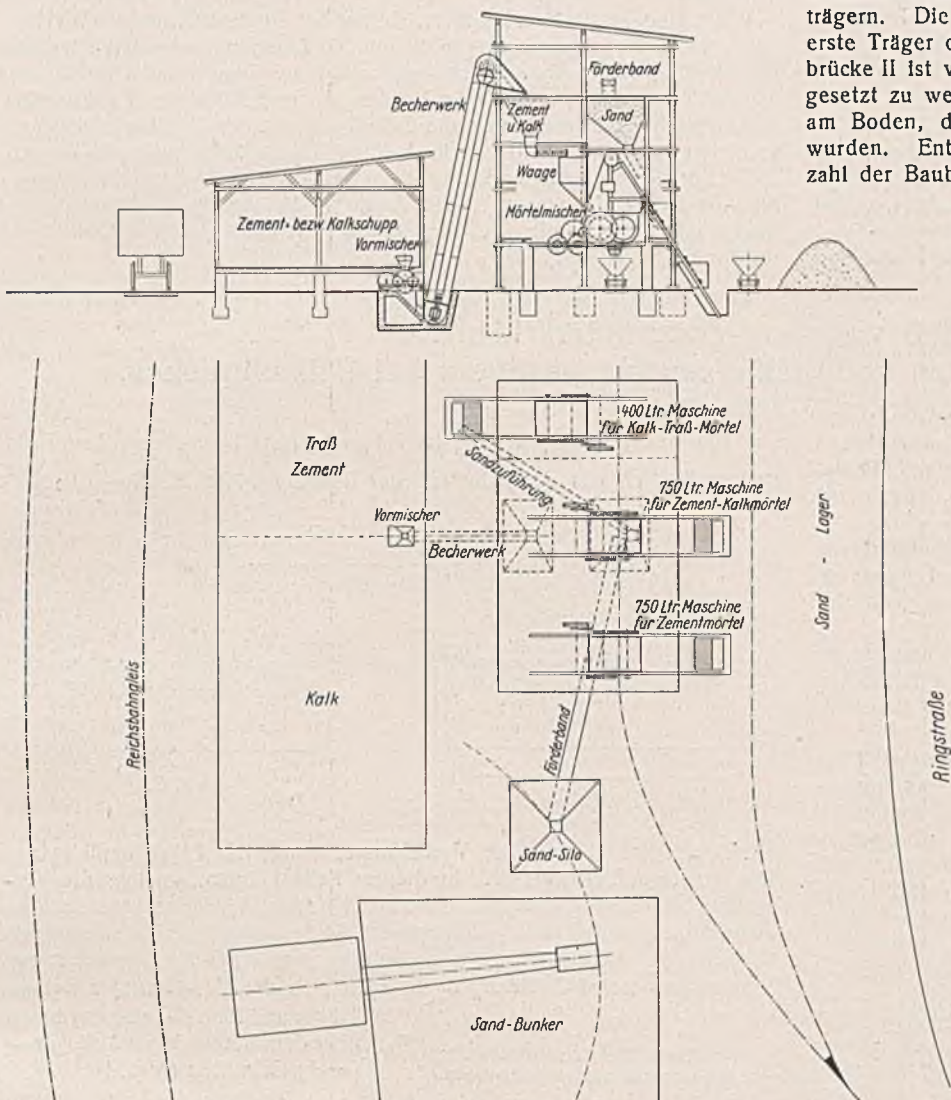 trägern. Die
erste Träger
brücke II ist
gesetzt zu
am Boden,
wurden.
zahl der
Förderband
Becherwerk
Zement
u Kalk
Sand
Waage
Mörtelmischer
Zement- bezw. Kalkschupp.
Vormischer
400 Ltr. Maschine
für Kalk-Traß-Mörtel
Traß
Zement
Sandzuführung
750 Ltr. Maschine
für Zement-Kalkmörtel
Vormischer
Becherwerk
Sand - Lager
750 Ltr. Maschine
für Zementmörtel
Reichsbahngleis
Kalk
Förderband
Ringstraße
Sand-Silo
Sand-Bunker